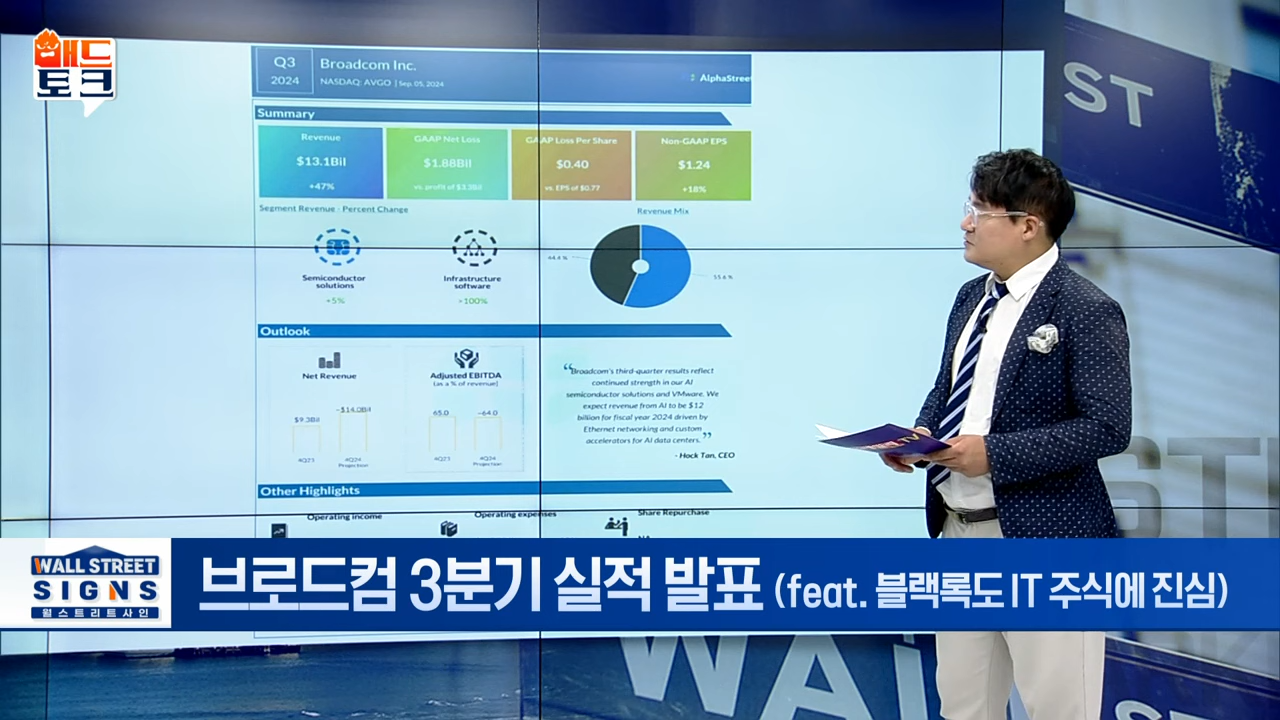 매드
토크
Q3
2024
Broadcom Inc.
NASDAQ: AVGO | Sep. 05, 2024
AlphaStreet
Summary
Revenue
$13.1Bil
+47%
GAAP Net Loss
$1.88Bil
vs. profit of $3.3Bil
GAAP Loss Per Share
$0.40
vs. EPS of $0.77
Non-GAAP EPS
$1.24
+18%
Segment Revenue - Percent Change
Revenue Mix
Semiconductor
solutions
+5%
Infrastructure
software
>100%
44.4 %
55.6 %
Outlook
Net Revenue
$9.3Bil
~$14.0Bil
4Q23
4Q24
Projection
Adjusted EBITDA
(as a % of revenue)
65.0
~64.0
4Q23
4Q24
Projection
“Broadcom's third-quarter results reflect
continued strength in our AI
semiconductor solutions and VMware. We
expect revenue from AI to be $12
billion for fiscal year 2024 driven by
Ethernet networking and custom
accelerators for AI data centers.”
- Hock Tan, CEO
Other Highlights
Operating income
Operating expenses
Share Repurchase
ST
TV
ST
WALL STREET
SIGNS
월스트리트사인
브로드컴 3분기 실적 발표 (feat. 블랙록도 IT 주식에 진심)
WALL
ST